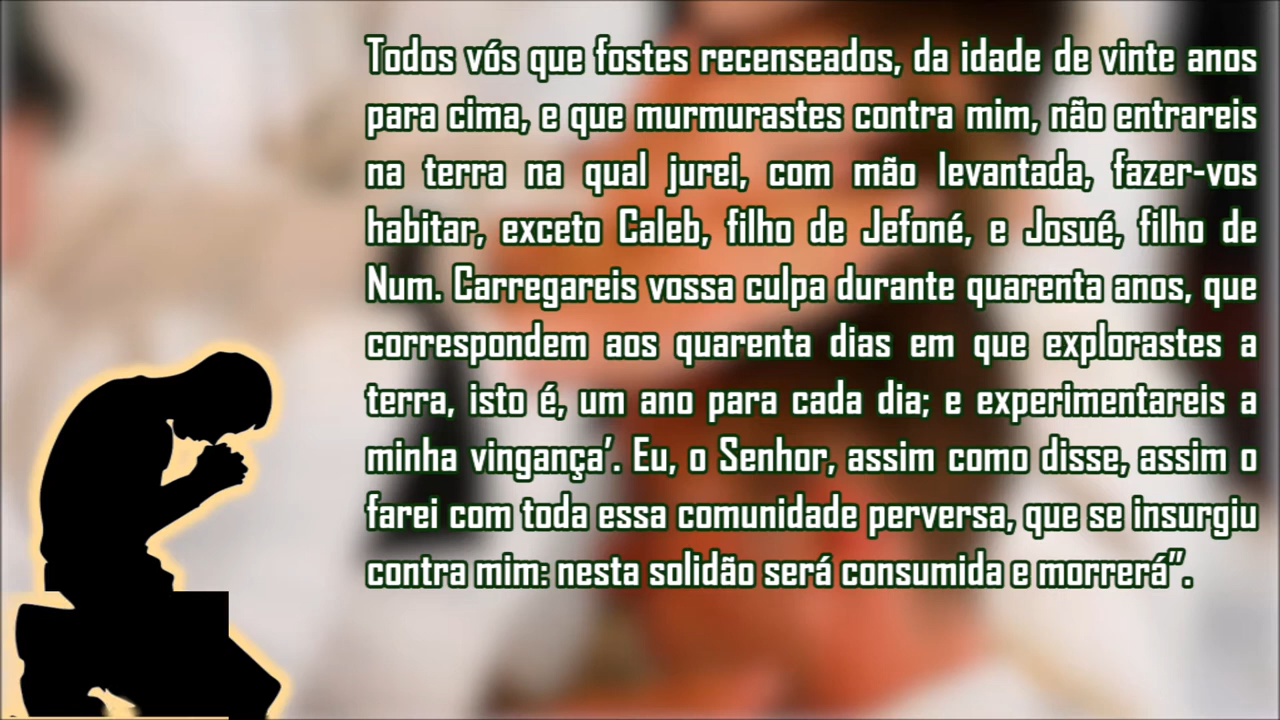 Todos vós que fostes recenseados, da idade de vinte anos
para cima, e que murmurastes contra mim, não entrareis
na terra na qual jurei, com mão levantada, fazer-vos
habitar, exceto Caleb, filho de Jefoné, e Josué, filho de
Num. Carregareis vossa culpa durante quarenta anos, que
correspondem aos quarenta dias em que explorastes a
terra, isto é, um ano para cada dia; e experimentareis a
minha vingança’. Eu, o Senhor, assim como disse, assim o
farei com toda essa comunidade perversa, que se insurgiu
contra mim: nesta solidão será consumida e morrerá”.